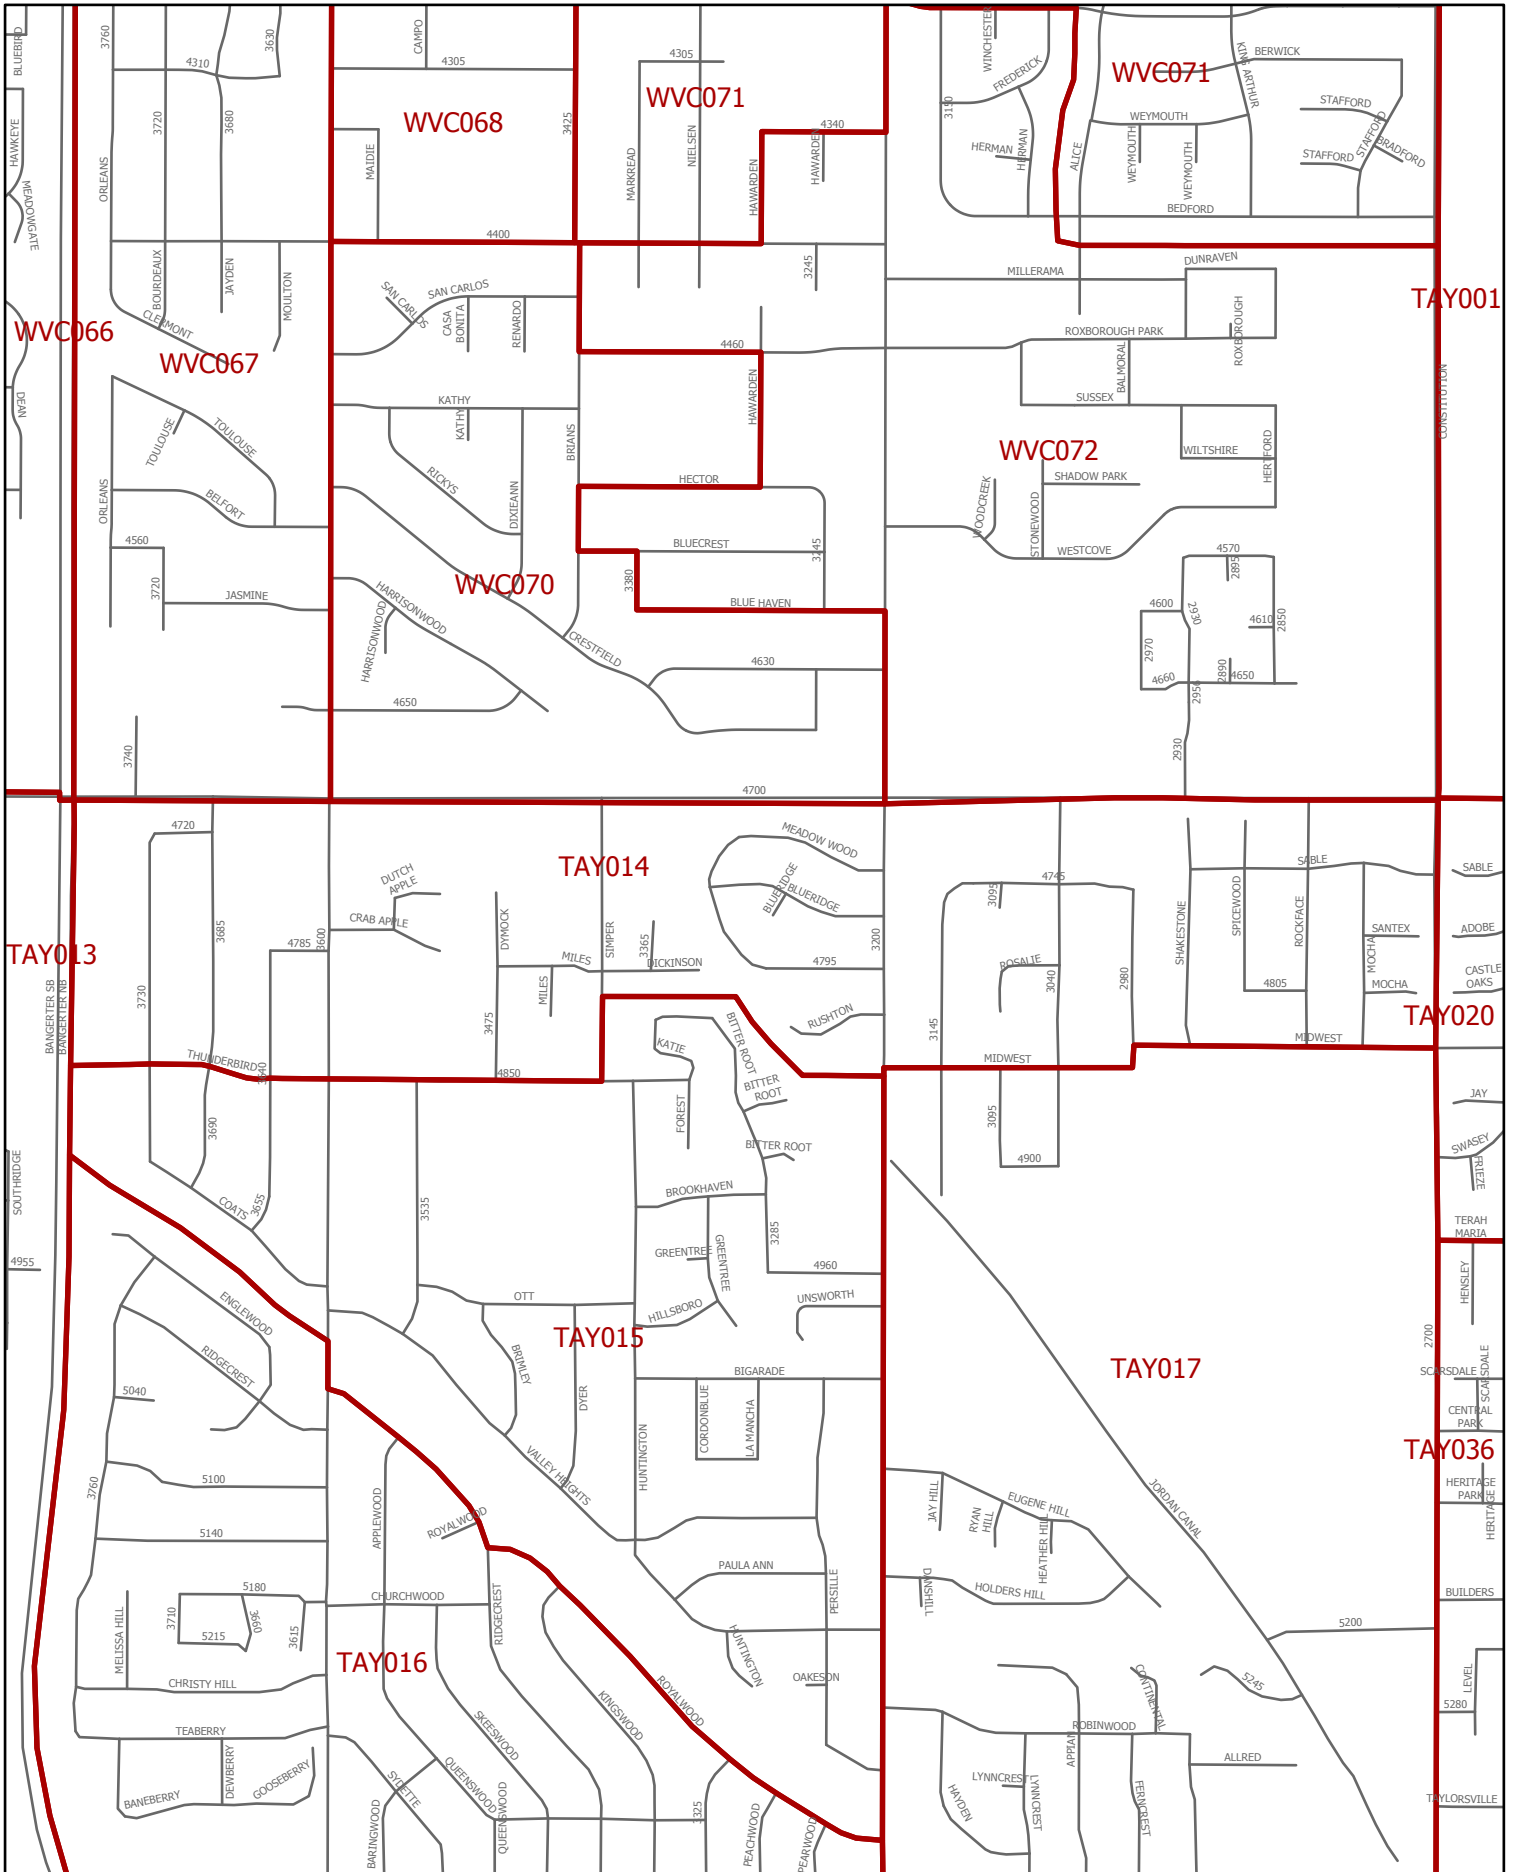 BLUEBIRD
3760
3630
4310
CAMPO
4305
4305
WINCHESTER
FREDERICK
KING ARTHUR
BERWICK
WVC071
WVC071
WVC068
HAWKEYE
3720
3680
3425
4340
3150
STAFFORD
WEYMOUTH
STAFFORD
BRADFORD
STAFFORD
ORLEANS
MAIDIE
MARKREAD
NIELSEN
HAWARDEN
HAWARDEN
HERMAN
HERMAN
ALICE
WEYMOUTH
WEYMOUTH
MEADOWGATE
BEDFORD
4400
BOURDEAUX
JAYDEN
MOULTON
SAN CARLOS
SAN CARLOS
3245
DUNRAVEN
MILLERAMA
TAY001
CLERMONT
CASA
BONITA
RENARDO
WVC066
WVC067
4460
ROXBOROUGH PARK
ROXBOROUGH
BALMORAL
DEAN
KATHY
KATHY
HAWARDEN
SUSSEX
CONSTITUTION
TOULOUSE
TOULOUSE
BRIANS
WVC072
WILTSHIRE
HERTFORD
ORLEANS
BELFORT
RICKYS
DIXIEANN
HECTOR
WOODCREEK
SHADOW PARK
STONEWOOD
4560
BLUECREST
3245
WESTCOVE
4570
2895
3720
JASMINE
WVC070
3380
BLUE HAVEN
4600
2930
4610
2850
HARRISONWOOD
HARRISONWOOD
CRESTFIELD
4630
2970
4660
2890
4650
2956
4650
3740
2930
4700
4720
TAY014
MEADOW WOOD
DUTCH
APPLE
BLUERIDGE
BLUERIDGE
3095
4745
SABLE
SABLE
CRAB APPLE
3685
3600
4785
DYMOCK
SIMPER
3365
3200
SHAKESTONE
SPICEWOOD
ROCKFACE
SANTEX
ADOBE
TAY013
MILES
DICKINSON
4795
ROSALIE
MOCHA
MOCHA
CASTLE
OAKS
3730
MILES
3040
2980
4805
BANGERTER SB
BANGERTER NB
3475
RUSHTON
3145
TAY020
THUNDERBIRD
3640
4850
KATIE
BITTER ROOT
MIDWEST
MIDWEST
BITTER
ROOT
3690
FOREST
3095
JAY
BITTER ROOT
4900
SWASEY
FRIEZE
SOUTHRIDGE
COATS
3655
3535
BROOKHAVEN
3285
TERAH
MARIA
4955
GREENTREE
GREENTREE
4960
HENSLEY
ENGLEWOOD
OTT
HILLSBORO
UNSWORTH
2700
TAY015
RIDGECREST
BRIMLEY
BIGARADE
TAY017
SCARSDALE
SCARSDALE
5040
DYER
CORDONBLUE
LA MANCHA
CENTRAL
PARK
TAY036
3760
5100
HUNTINGTON
VALLEY HEIGHTS
JORDAN CANAL
HERITAGE
PARK
HERITAGE
APPLEWOOD
ROYALWOOD
JAY HILL
RYAN
HILL
EUGENE HILL
HEATHER HILL
5140
PAULA ANN
5180
CHURCHWOOD
RIDGECREST
PERSILLE
DANSHILL
HOLDERS HILL
BUILDERS
MELISSA HILL
3710
5215
3660
3615
HUNTINGTON
5200
TAY016
CHRISTY HILL
OAKESON
CONTINENTAL
5245
LEVEL
KINGSWOOD
ROYALWOOD
5280
TEABERRY
SKEESWOOD
ROBINWOOD
APPIAN
DEWBERRY
GOOSEBERRY
QUEENSWOOD
ALLRED
BANEBERRY
SYDETTE
LYNNCREST
LYNNCREST
HAYDEN
FERNCREST
TAYLORSVILLE
BARINGWOOD
QUEENSWOOD
3325
PEACHWOOD
PEARWOOD